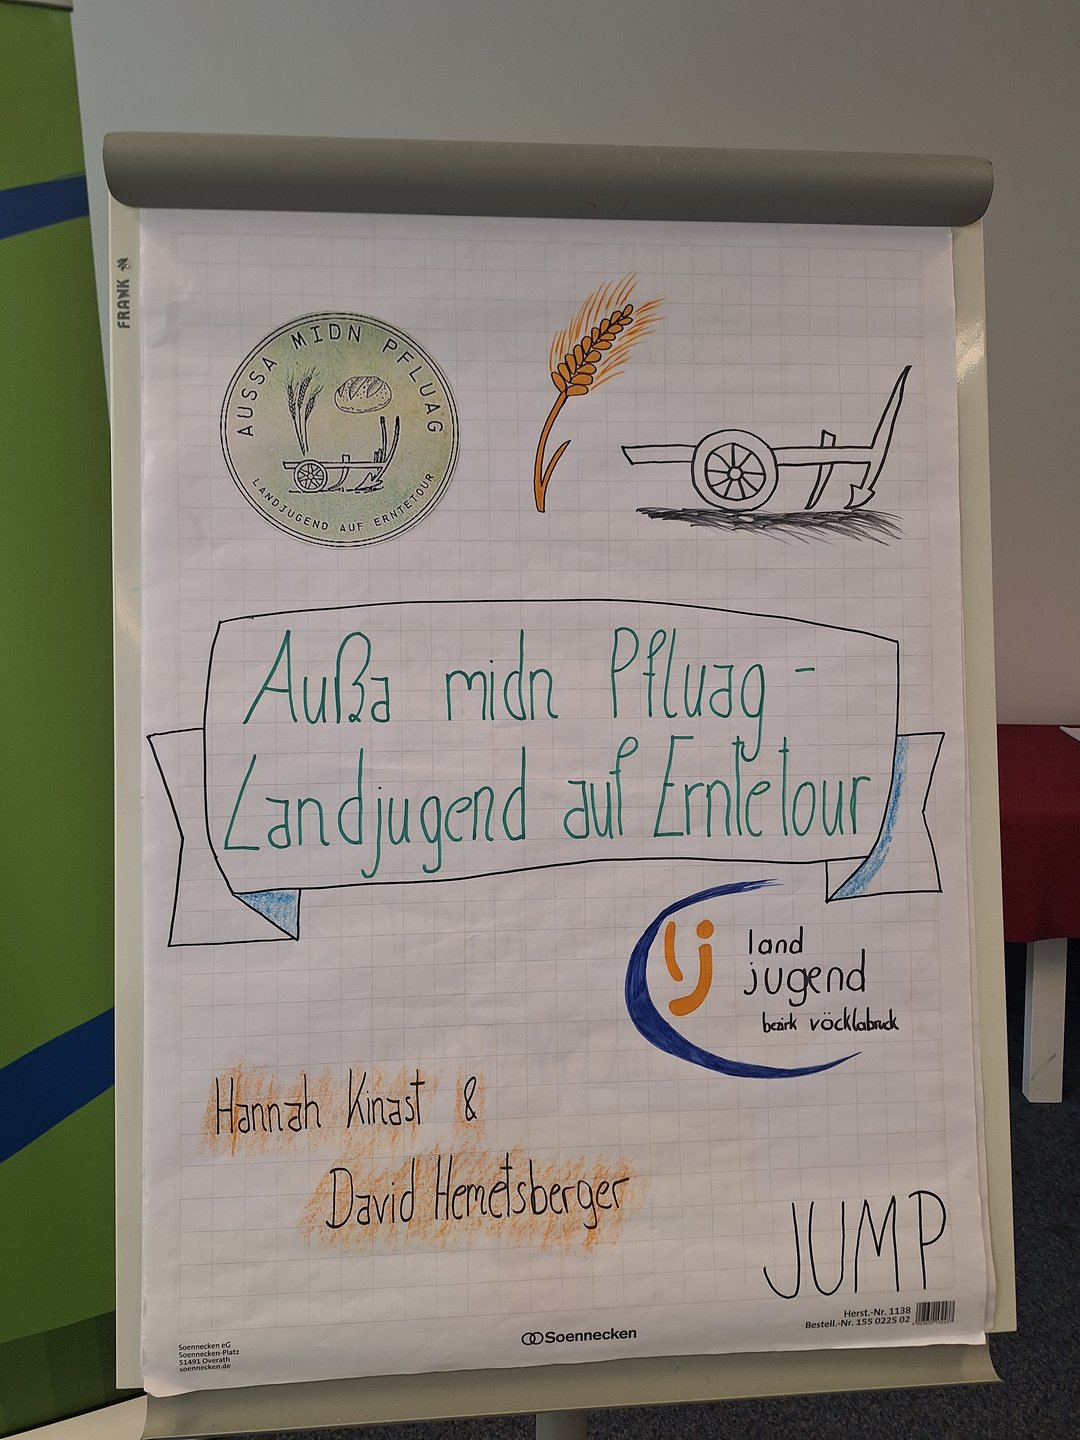 FRANK
AUSSA MIDN PFLUAG
LANDJUGEND AUF ERNTETOUR
Außa midn Pfluag -
Landjugend auf Erntetour
lj
land
jugend
bezirk vöcklabruck
Hannah Kinast &
David Hemetsberger
JUMP
Herst.-Nr. 1138
Bestell.-Nr. 155 0225 02
Soennecken
Soennecken eG
Soennecken-Platz
51491 Overath
soennecken.de